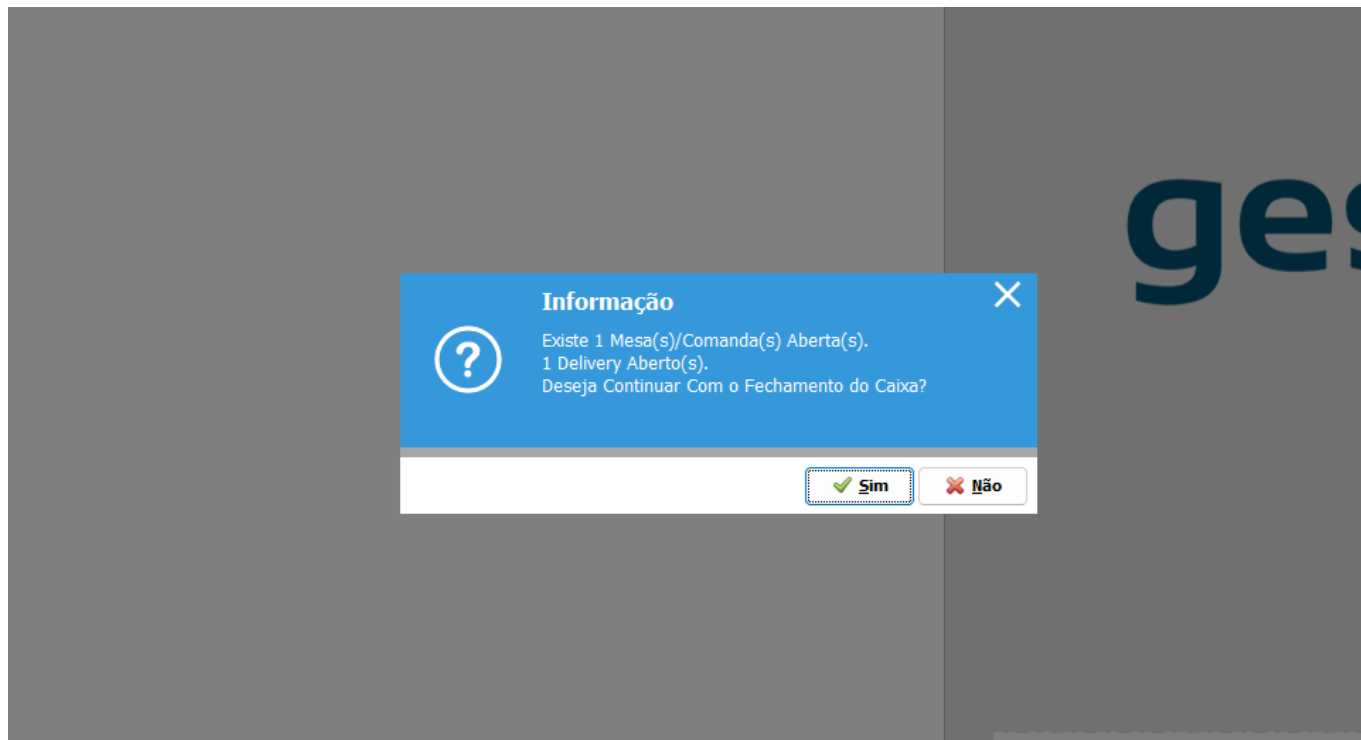 ges
Informação
Existe 1 Mesa(s)/Comanda(s) Aberta(s).
1 Delivery Aberto(s).
Deseja Continuar Com o Fechamento do Caixa?
Sim
Não